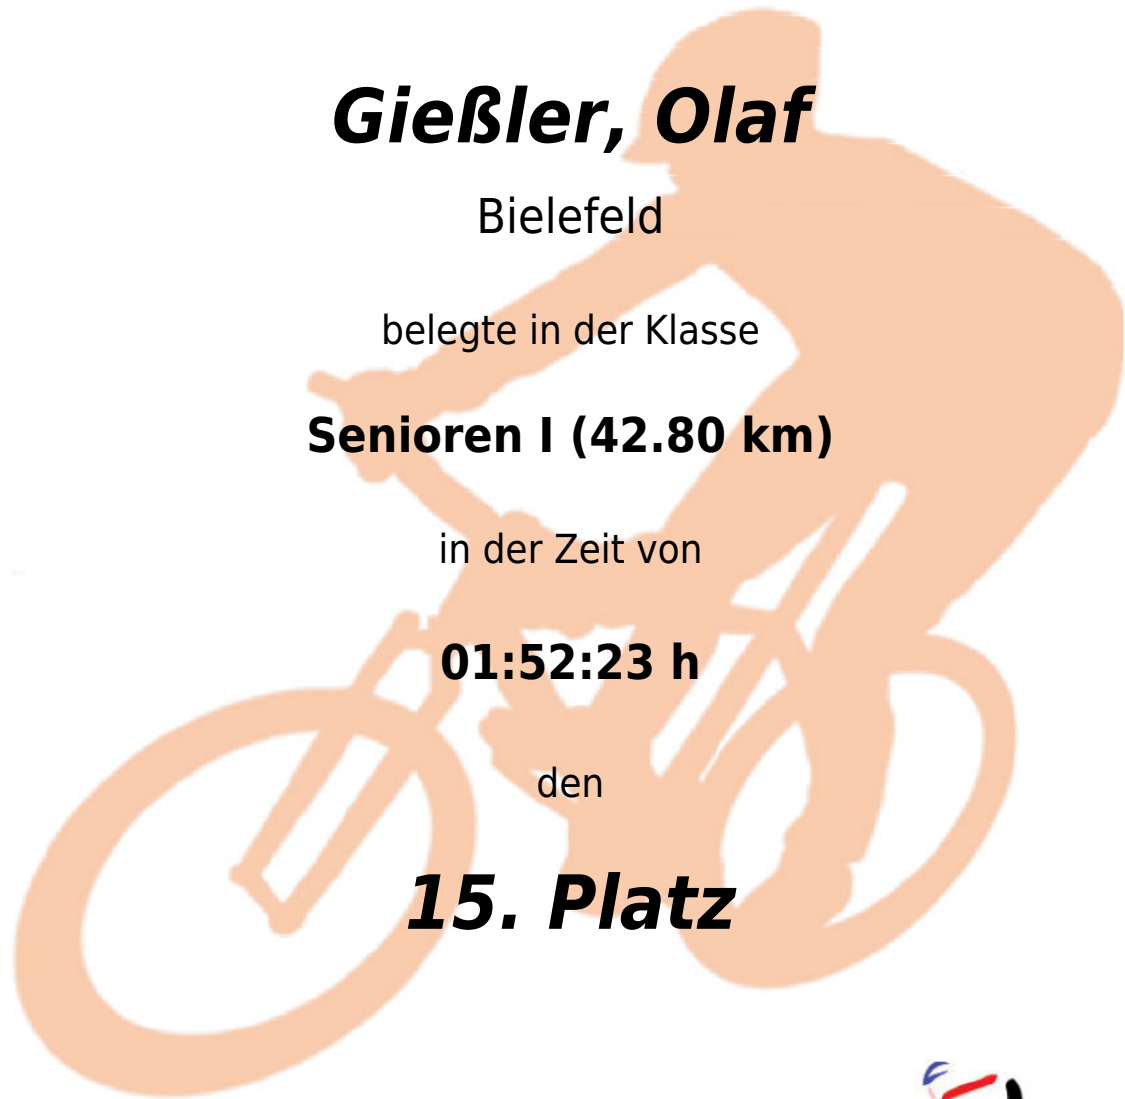 Gießler, Olaf
Bielefeld
belegte in der Klasse
Senioren I (42.80 km)
in der Zeit von
01:52:23 h
den
15. Platz